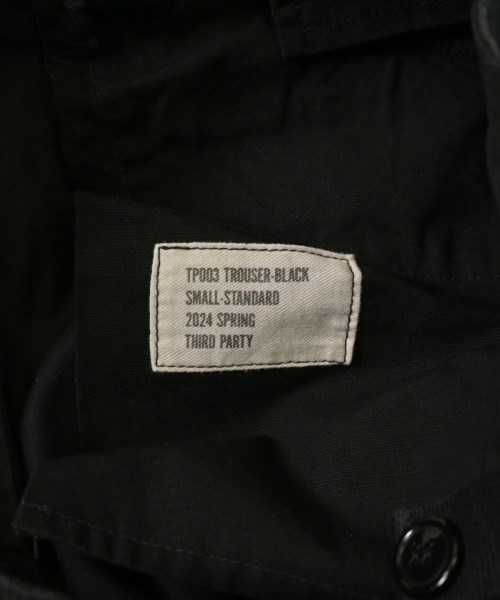 TP003 TROUSER-BLACK
SMALL-STANDARD
2024 SPRING
THIRD PARTY